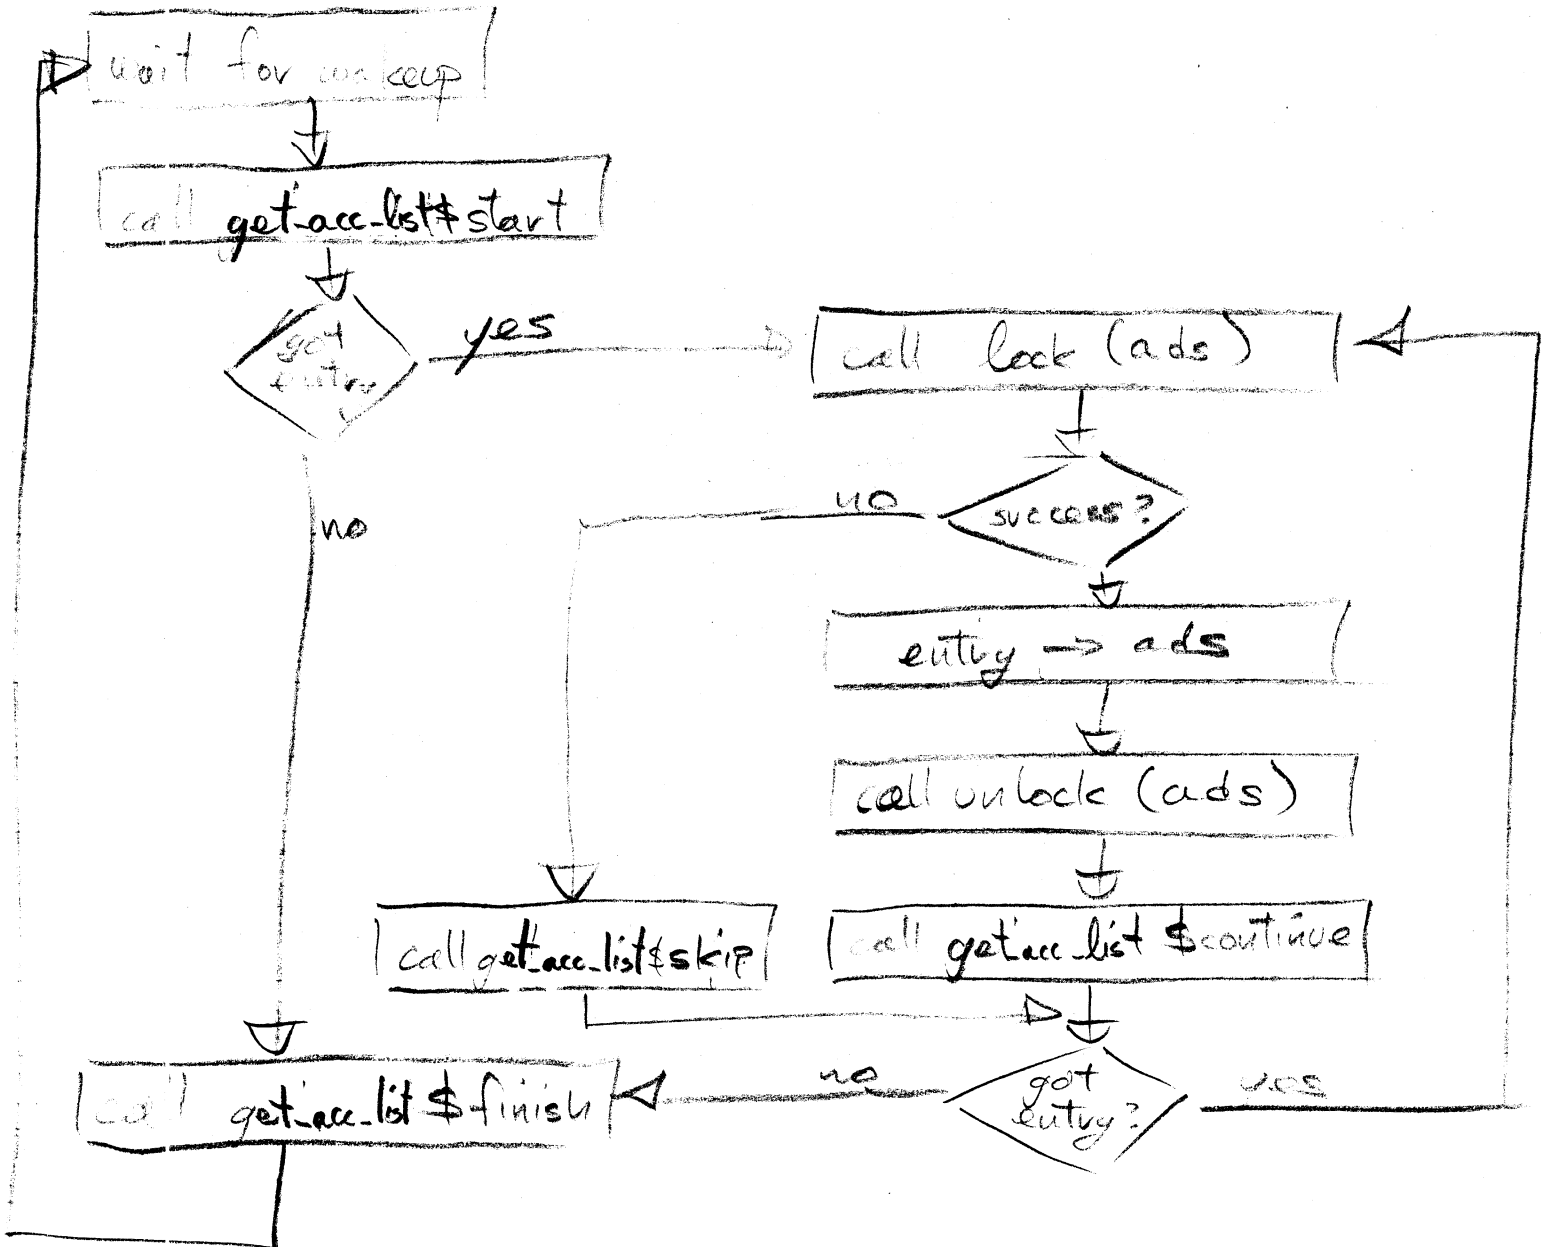 wait for wakeup
call get_acc_list$start
got
entry
yes
call lock (ads)
no
no
success?
entry → ads
call unlock (ads)
call get_acc_list$skip
call get_acc_list $continue
call get_acc_list $finish
no
got
entry?
yes